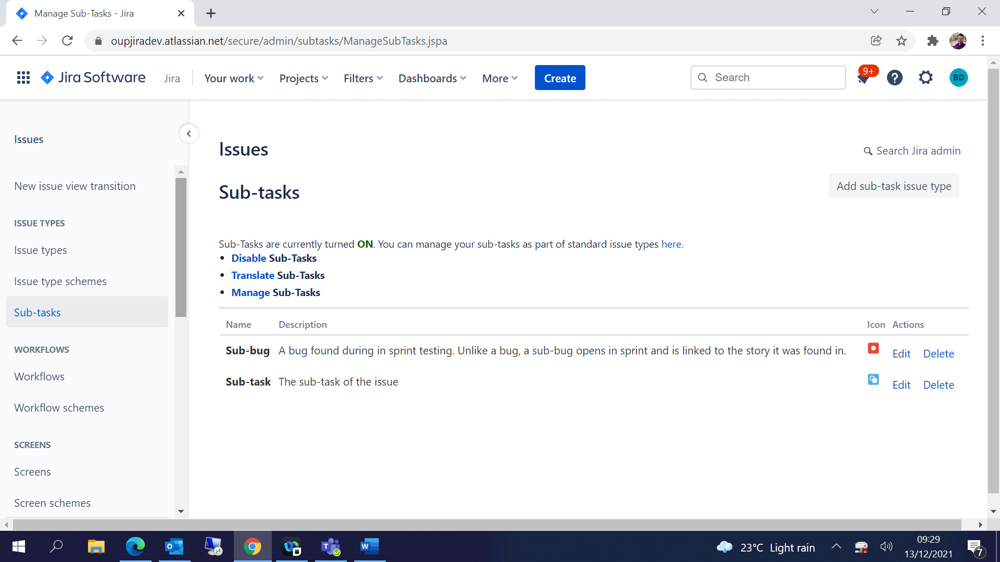 Manage Sub-Tasks - Jira
oupjiradev.atlassian.net/secure/admin/subtasks/ManageSubTasks.jspa
Jira Software Jira Your work Projects Filters Dashboards More Create Search 9+ BD
Issues
New issue view transition
ISSUE TYPES
Issue types
Issue type schemes
Sub-tasks
WORKFLOWS
Workflows
Workflow schemes
SCREENS
Screens
Screen schemes
Issues
Search Jira admin
Sub-tasks
Add sub-task issue type
Sub-Tasks are currently turned ON. You can manage your sub-tasks as part of standard issue types here.
• Disable Sub-Tasks
• Translate Sub-Tasks
• Manage Sub-Tasks
Name Description Icon Actions
Sub-bug A bug found during in sprint testing. Unlike a bug, a sub-bug opens in sprint and is linked to the story it was found in. Edit Delete
Sub-task The sub-task of the issue Edit Delete
23°C Light rain
09:29
13/12/2021
7